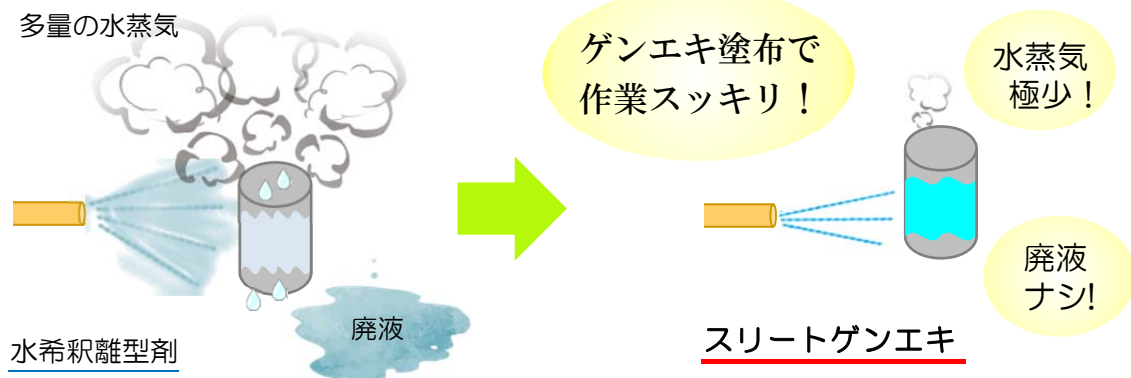 多量の水蒸気
廃液
水希釈離型剤
ゲンエキ塗布で
作業スッキリ！
水蒸気
極少！
廃液
ナシ!
スリートゲンエキ